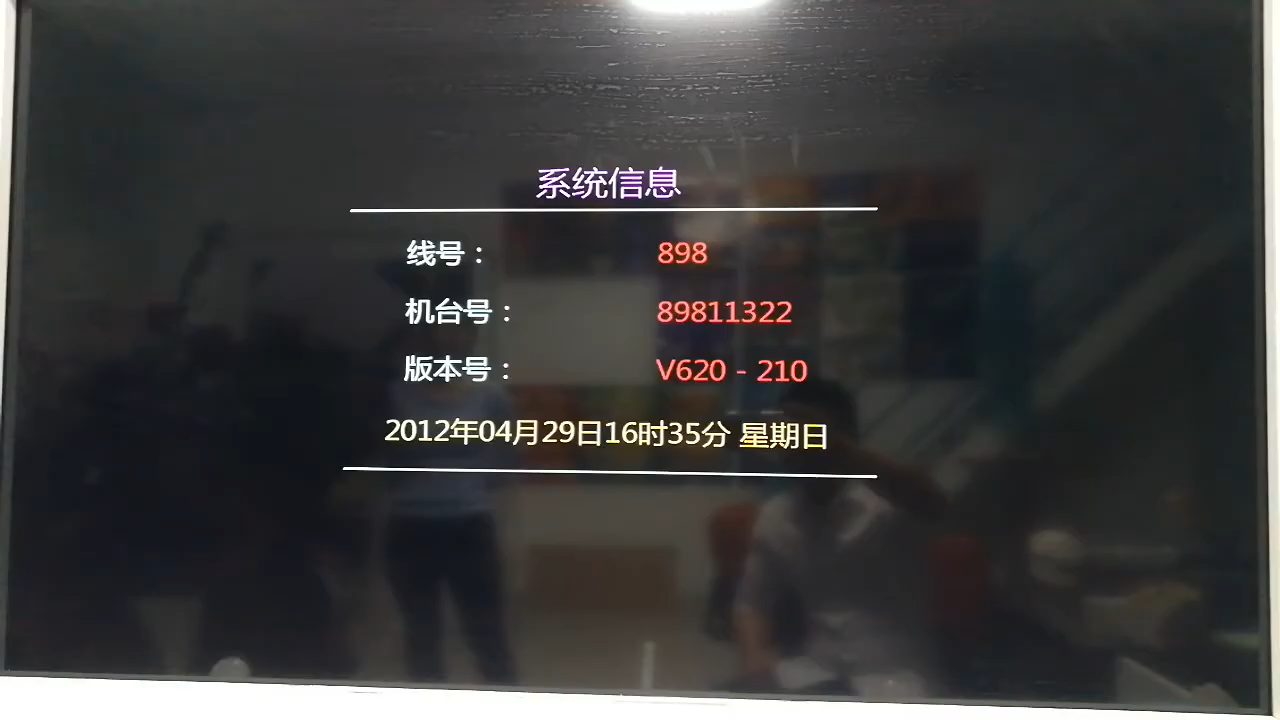 系统信息
线号： 898
机台号： 89811322
版本号： V620 - 210
2012年04月29日16时35分 星期日